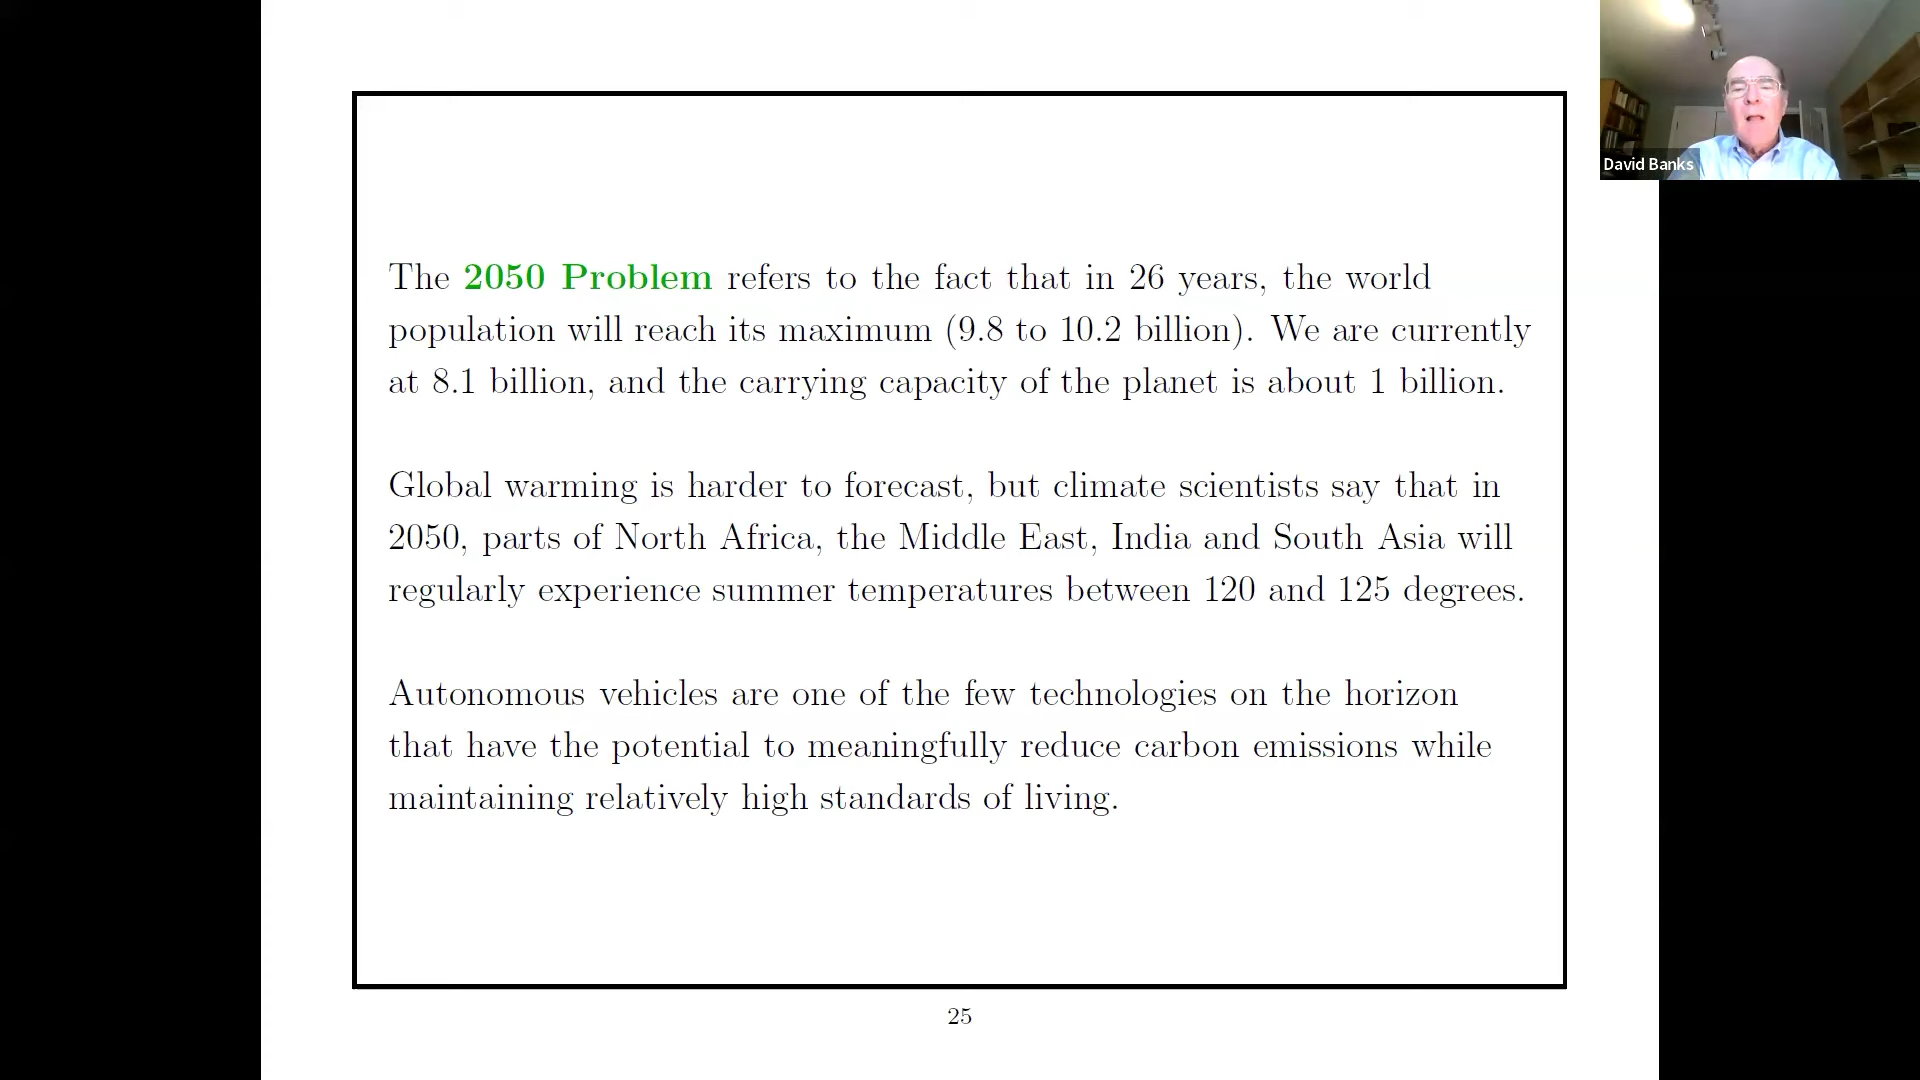 David Banks
The 2050 Problem refers to the fact that in 26 years, the world
population will reach its maximum (9.8 to 10.2 billion). We are currently
at 8.1 billion, and the carrying capacity of the planet is about 1 billion.
Global warming is harder to forecast, but climate scientists say that in
2050, parts of North Africa, the Middle East, India and South Asia will
regularly experience summer temperatures between 120 and 125 degrees.
Autonomous vehicles are one of the few technologies on the horizon
that have the potential to meaningfully reduce carbon emissions while
maintaining relatively high standards of living.
25